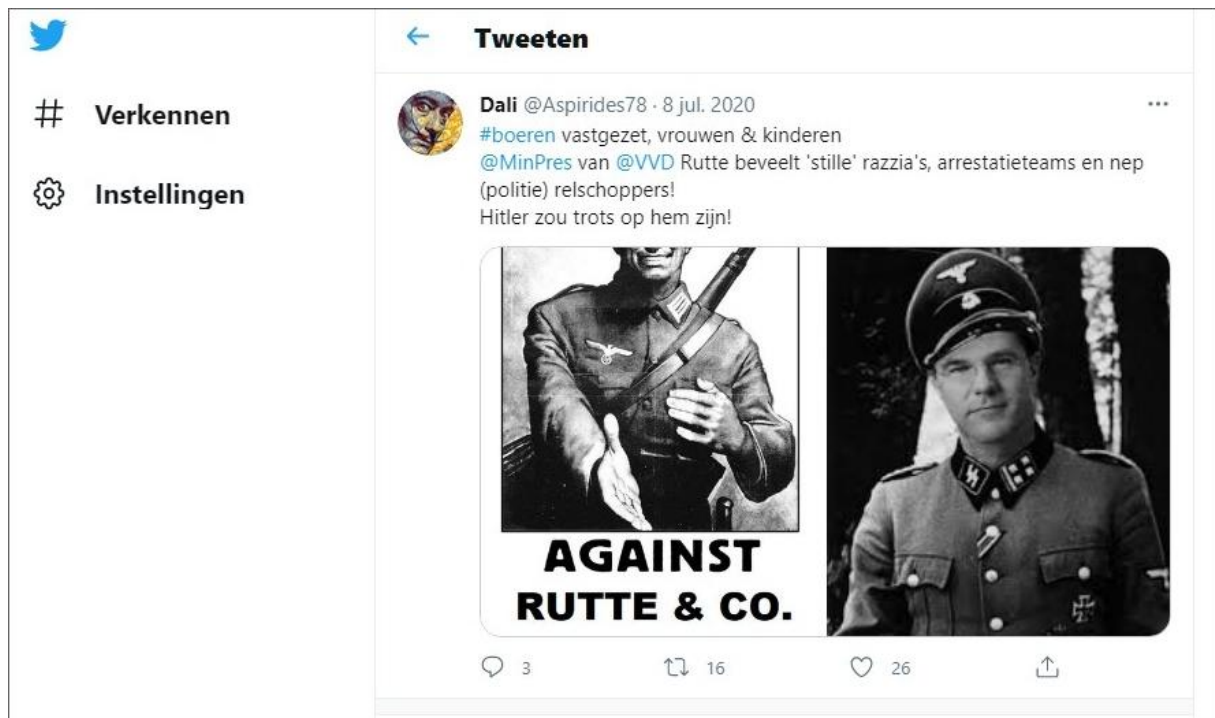 Tweeten
# Verkennen
Instellingen
Dali @Aspirides78 · 8 jul. 2020
#boeren vastgezet, vrouwen & kinderen
@MinPres van @VVD Rutte beveelt 'stille' razzia's, arrestatieteams en nep
(politie) relschoppers!
Hitler zou trots op hem zijn!
AGAINST
RUTTE & CO.
3 16 26